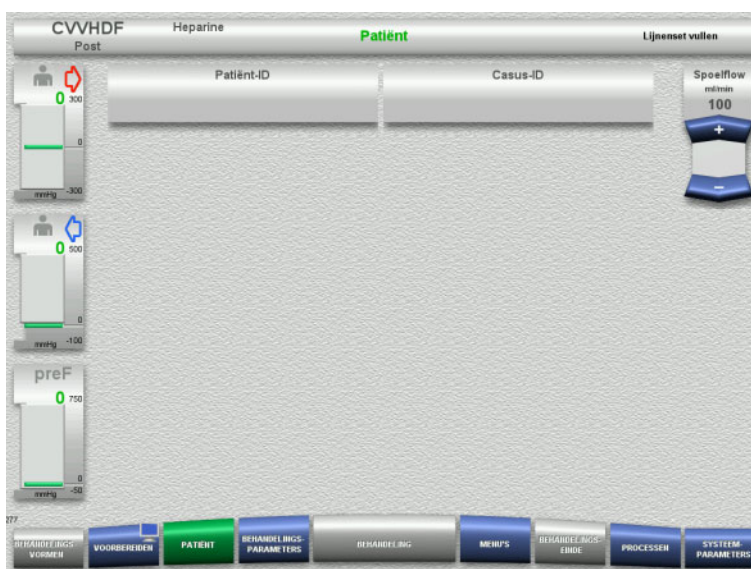 CVVHDF
Post
Heparine
Patiënt
Lijnenset vullen
0
300
0
-300
mmHg
Patiënt-ID
Casus-ID
Spoelflow
ml/min
100
+
–
0
500
0
-100
mmHg
preF
0
750
0
-50
mmHg
277
BEHANDELINGS-
VORMEN
VOORBEREIDEN
PATIËNT
BEHANDELINGS-
PARAMETERS
BEHANDELING
MENU'S
BEHANDELINGS-
EINDE
PROCESSEN
SYSTEEM-
PARAMETERS